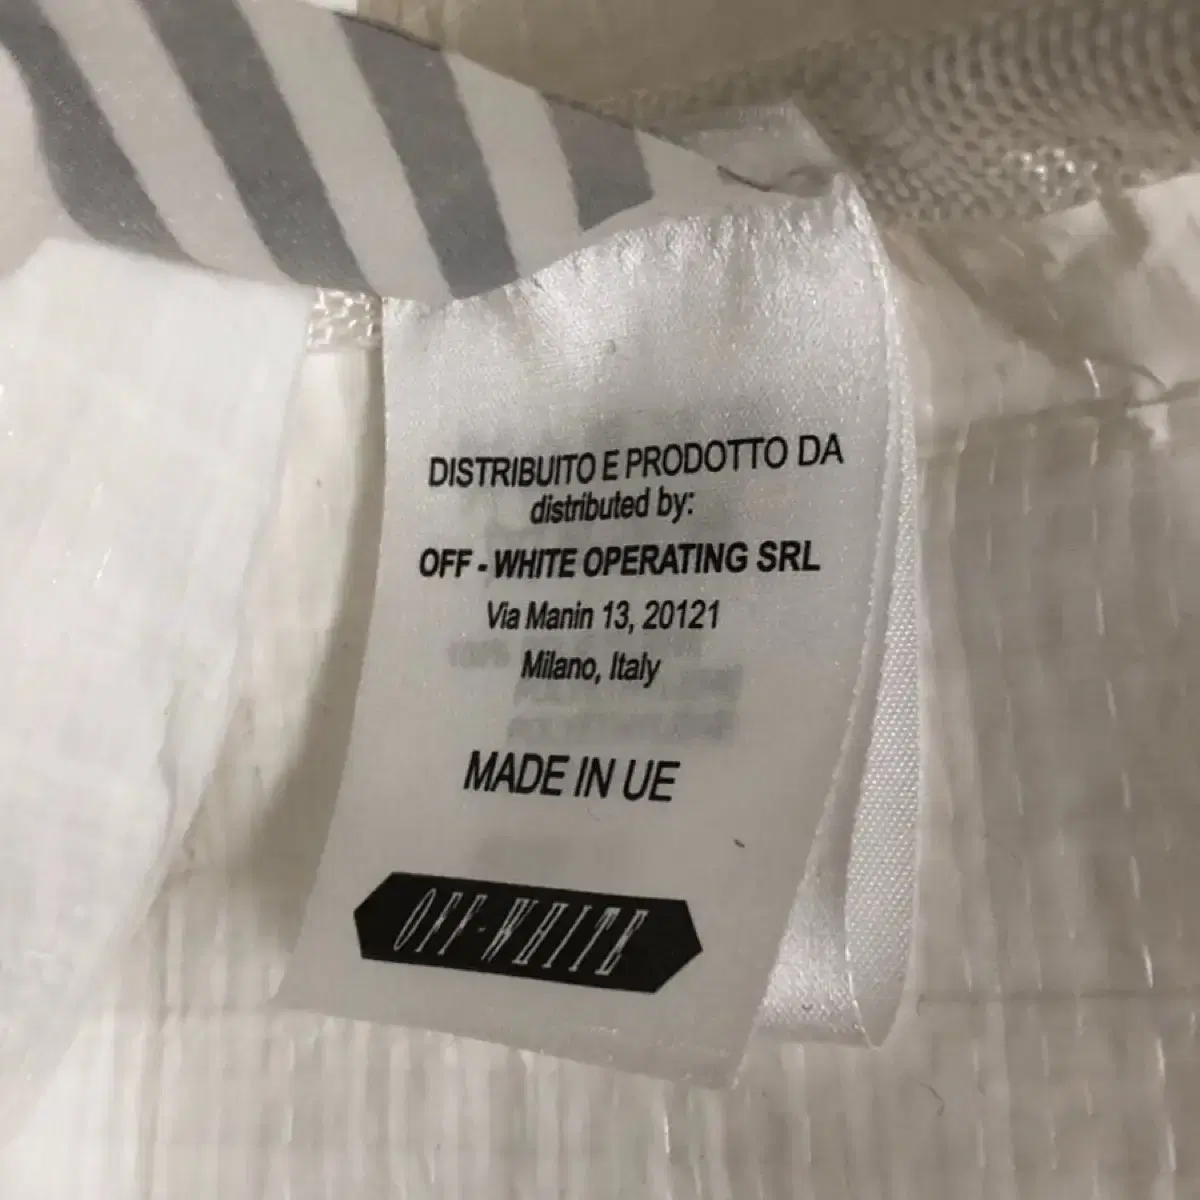 DISTRIBUITO E PRODOTTO DA
distributed by:
OFF - WHITE OPERATING SRL
Via Manin 13, 20121
Milano, Italy
MADE IN UE
OFF-WHITE